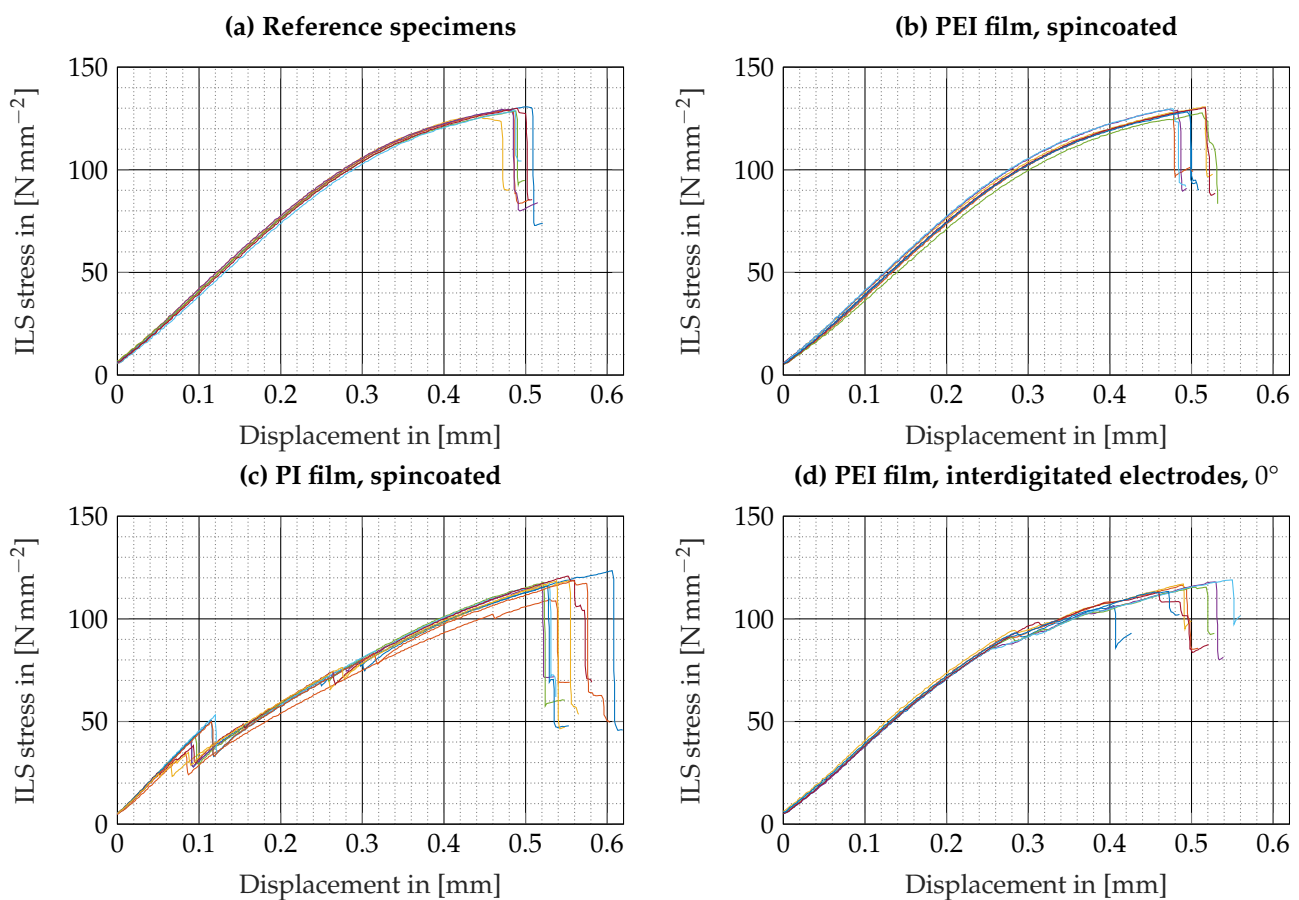 (a) Reference specimens
150
100
50
0
0 0.1 0.2 0.3 0.4 0.5 0.6
ILS stress in [N mm−2]
Displacement in [mm]
(b) PEI film, spincoated
150
100
50
0
0 0.1 0.2 0.3 0.4 0.5 0.6
ILS stress in [N mm−2]
Displacement in [mm]
(c) PI film, spincoated
150
100
50
0
0 0.1 0.2 0.3 0.4 0.5 0.6
ILS stress in [N mm−2]
Displacement in [mm]
(d) PEI film, interdigitated electrodes, 0°
150
100
50
0
0 0.1 0.2 0.3 0.4 0.5 0.6
ILS stress in [N mm−2]
Displacement in [mm]